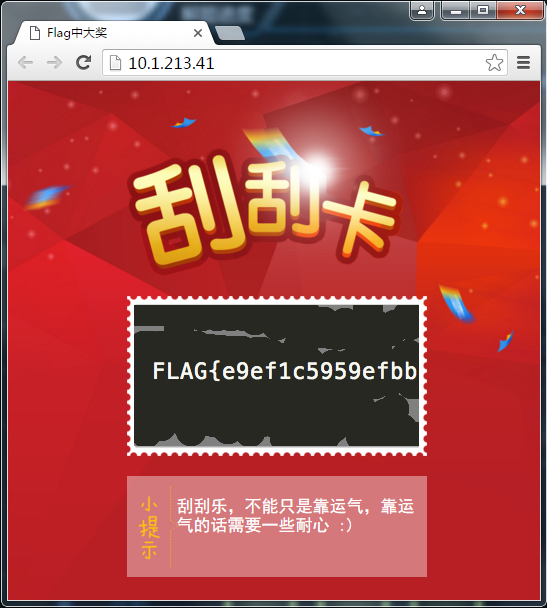 Flag中大奖
10.1.213.41
刮刮卡
FLAG{e9ef1c5959efbb
小提示
刮刮乐，不能只是靠运气，靠运
气的话需要一些耐心 :）